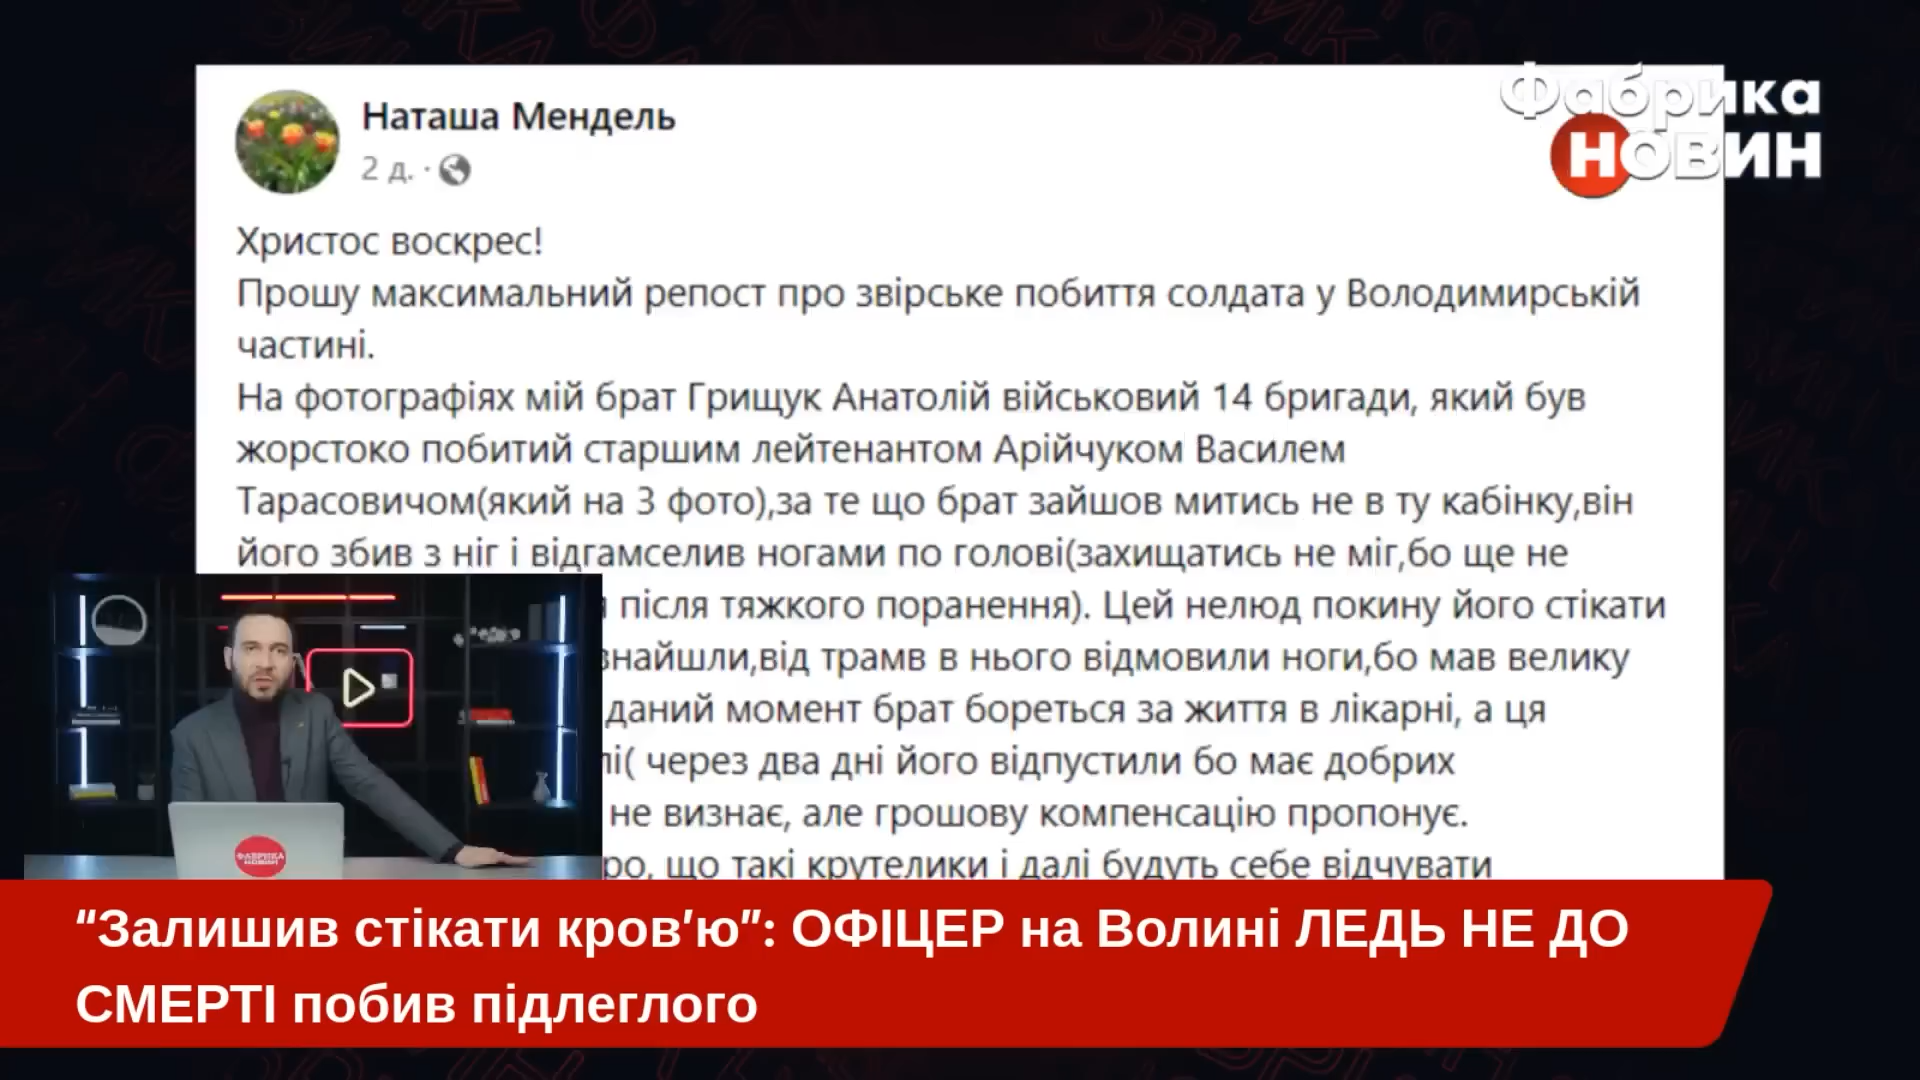 Фабрика
новин
Наташа Мендель
2 д. ·
Христос воскрес!
Прошу максимальний репост про звірське побиття солдата у Володимирській
частині.
На фотографіях мій брат Грищук Анатолій військовий 14 бригади, який був
жорстоко побитий старшим лейтенантом Арійчуком Василем
Тарасовичом(який на 3 фото),за те що брат зайшов митись не в ту кабінку,він
його збив з ніг і відгамселив ногами по голові(захищатись не міг,бо ще не
після тяжкого поранення). Цей нелюд покину його стікати
знайшли,від трамв в нього відмовили ноги,бо мав велику
даний момент брат бореться за життя в лікарні, а ця
лі( через два дні його відпустили бо має добрих
не визнає, але грошову компенсацію пропонує.
ро, що такі крутелики і далі будуть себе відчувати
ФАБРИКА
НОВИН
"Залишив стікати кров'ю": ОФІЦЕР на Волині ЛЕДЬ НЕ ДО
СМЕРТІ побив підлеглого